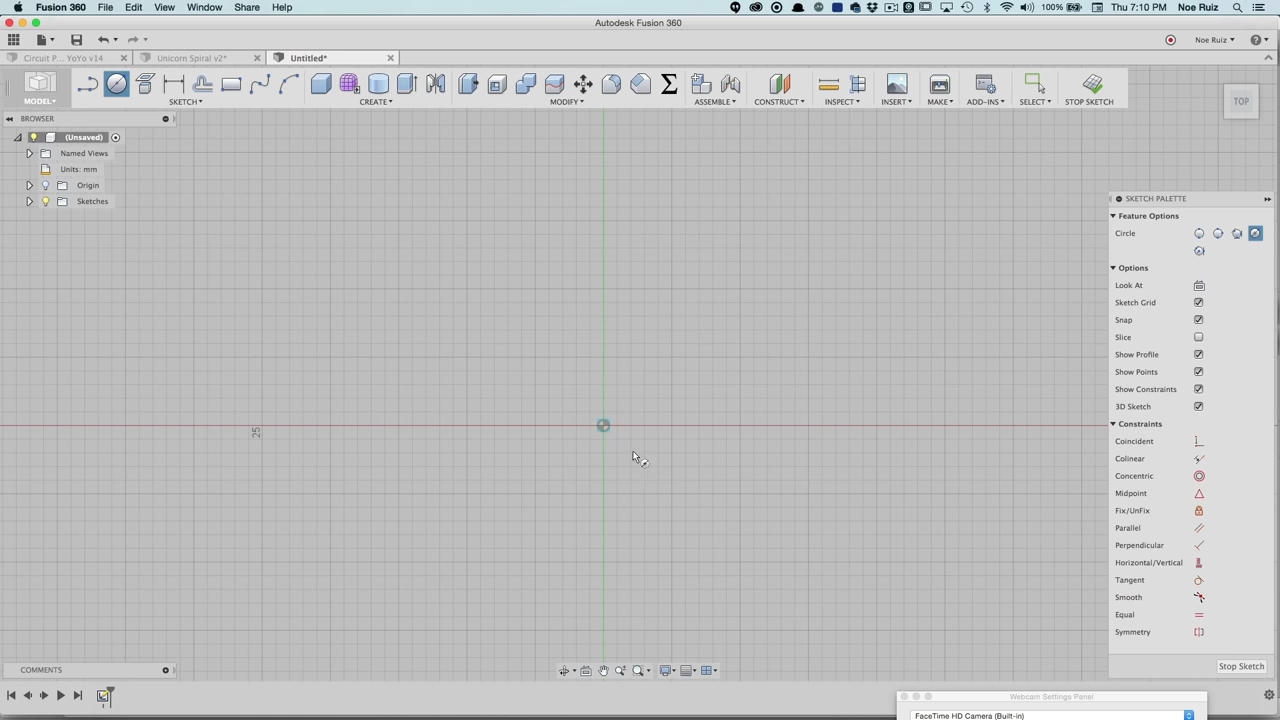 Fusion 360 File Edit View Window Share Help 100% Thu 7:10 PM Noe Ruiz
Autodesk Fusion 360
Noe Ruiz
Circuit P... YoYo v14 Unicorn Spiral v2* Untitled*
MODEL SKETCH CREATE MODIFY ASSEMBLE CONSTRUCT INSPECT INSERT MAKE ADD-INS SELECT STOP SKETCH
TOP
BROWSER
(Unsaved)
Named Views
Units: mm
Origin
Sketches
25
SKETCH PALETTE
Feature Options
Circle
Options
Look At
Sketch Grid
Snap
Slice
Show Profile
Show Points
Show Constraints
3D Sketch
Constraints
Coincident
Colinear
Concentric
Midpoint
Fix/UnFix
Parallel
Perpendicular
Horizontal/Vertical
Tangent
Smooth
Equal
Symmetry
Stop Sketch
COMMENTS
Webcam Settings Panel
FaceTime HD Camera (Built-in)